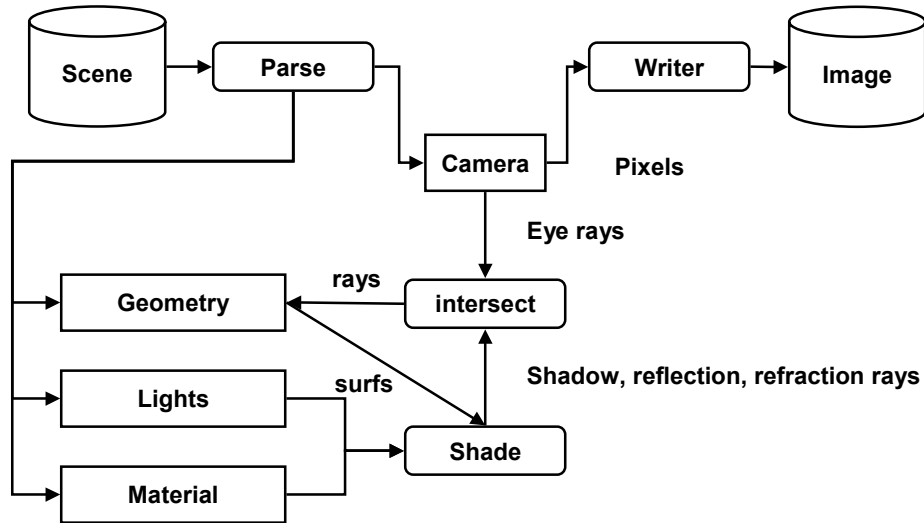 Scene
Parse
Writer
Image
Camera
Pixels
Eye rays
rays
Geometry
intersect
surfs
Shadow, reflection, refraction rays
Lights
Shade
Material